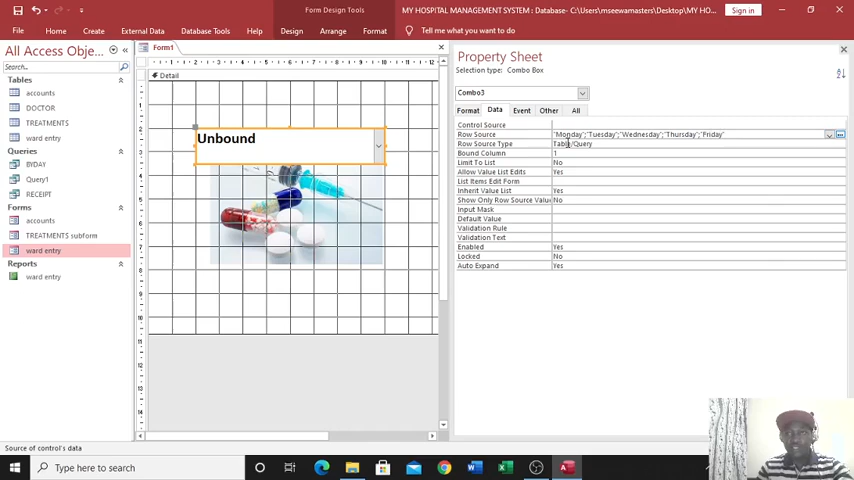 Form Design Tools
MY HOSPITAL MANAGEMENT SYSTEM : Database- C:\Users\mseewamasters\Desktop\MY HO...
Sign in
File
Home
Create
External Data
Database Tools
Help
Design
Arrange
Format
Tell me what you want to do
All Access Obje...
Search...
Tables
accounts
DOCTOR
TREATMENTS
ward entry
Queries
BYDAY
Query1
RECEIPT
Forms
accounts
TREATMENTS subform
ward entry
Reports
ward entry
Form1
Detail
Unbound
Property Sheet
Selection type: Combo Box
Combo3
Format
Data
Event
Other
All
Control Source
Row Source 'Monday';'Tuesday';'Wednesday';'Thursday';'Friday'
Row Source Type Table/Query
Bound Column 1
Limit To List No
Allow Value List Edits Yes
List Items Edit Form
Inherit Value List Yes
Show Only Row Source Value No
Input Mask
Default Value
Validation Rule
Validation Text
Enabled Yes
Locked No
Auto Expand Yes
Source of control's data
Type here to search